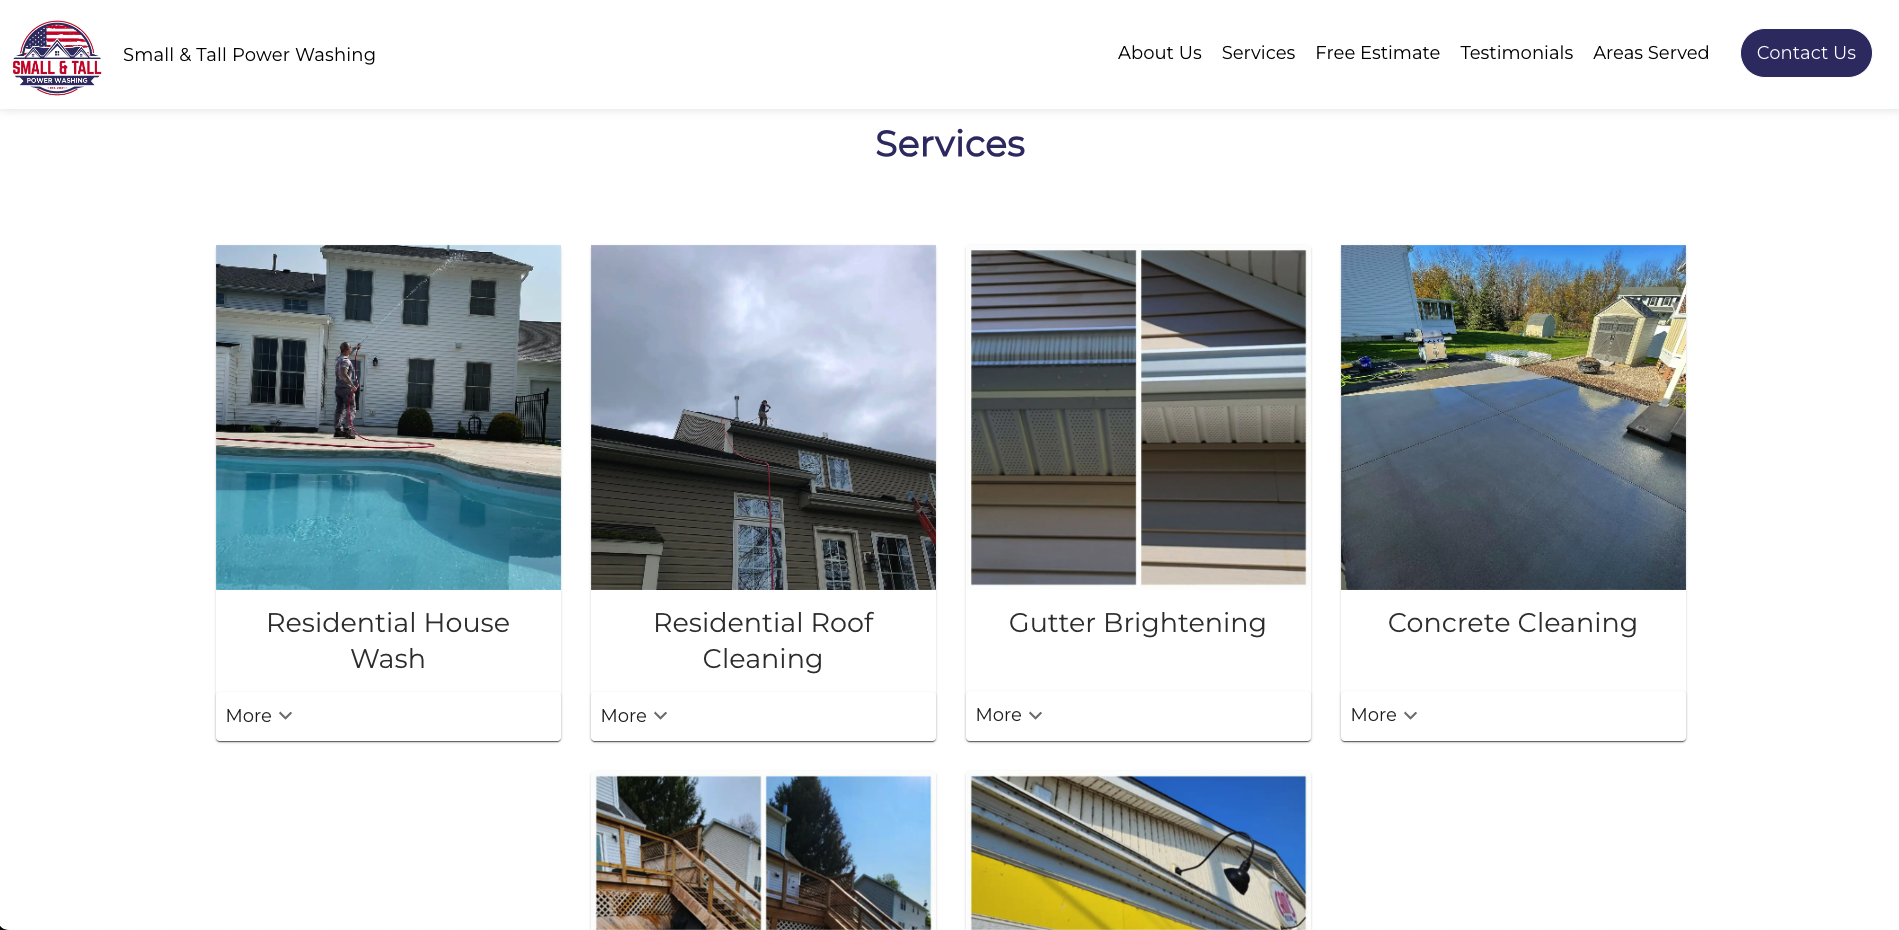 SMALL & TALL
POWER WASHING
Small & Tall Power Washing
About Us
Services
Free Estimate
Testimonials
Areas Served
Contact Us
Services
Residential House
Wash
Residential Roof
Cleaning
Gutter Brightening
Concrete Cleaning
More
More
More
More